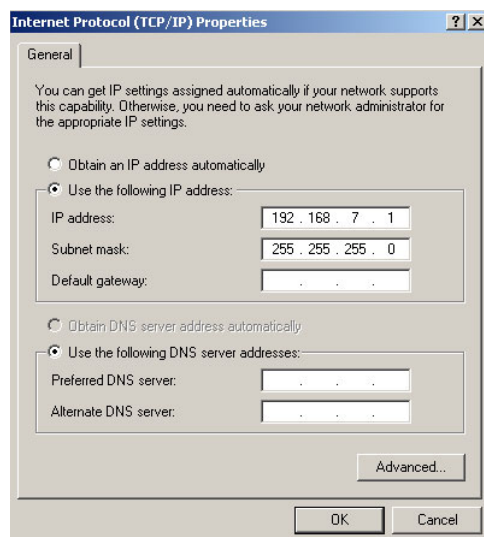 Internet Protocol (TCP/IP) Properties ? X
General
You can get IP settings assigned automatically if your network supports
this capability. Otherwise, you need to ask your network administrator for
the appropriate IP settings.
Obtain an IP address automatically
Use the following IP address:
IP address: 192 . 168 . 7 . 1
Subnet mask: 255 . 255 . 255 . 0
Default gateway: . . .
Obtain DNS server address automatically
Use the following DNS server addresses:
Preferred DNS server: . . .
Alternate DNS server: . . .
Advanced...
OK Cancel